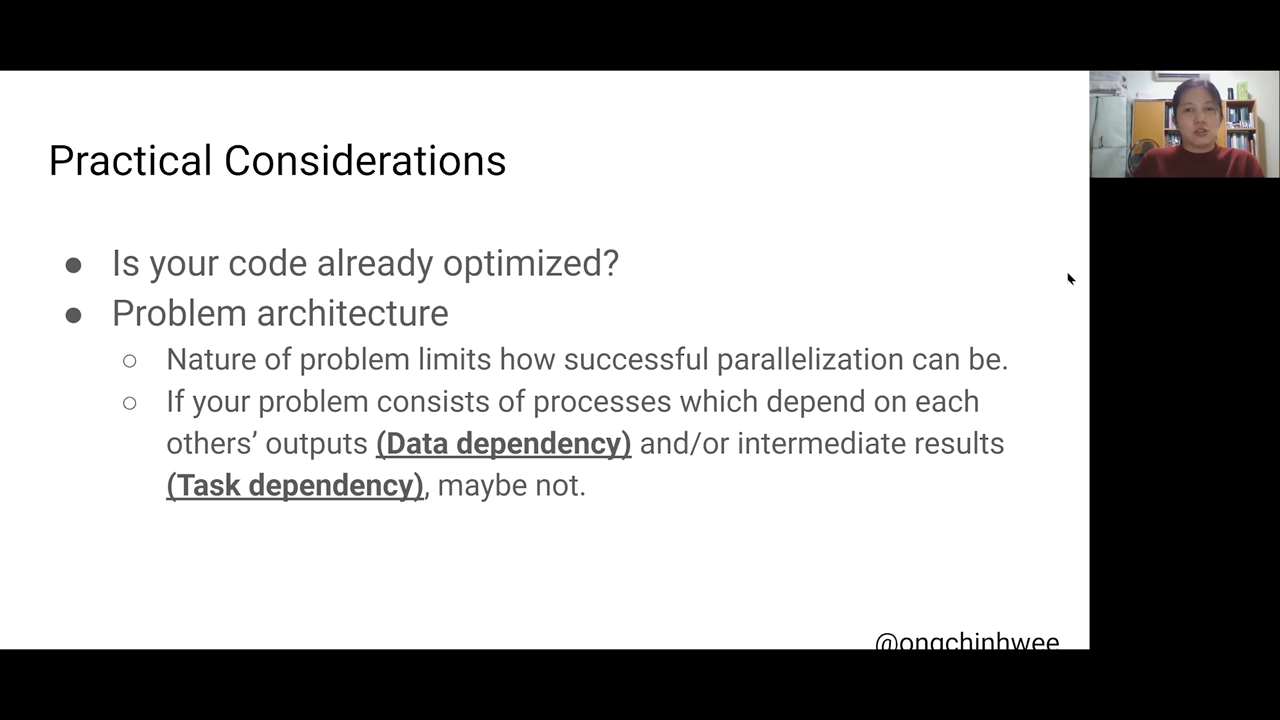 Practical Considerations
● Is your code already optimized?
● Problem architecture
○ Nature of problem limits how successful parallelization can be.
○ If your problem consists of processes which depend on each
others’ outputs (Data dependency) and/or intermediate results
(Task dependency), maybe not.
@ongchinhwee